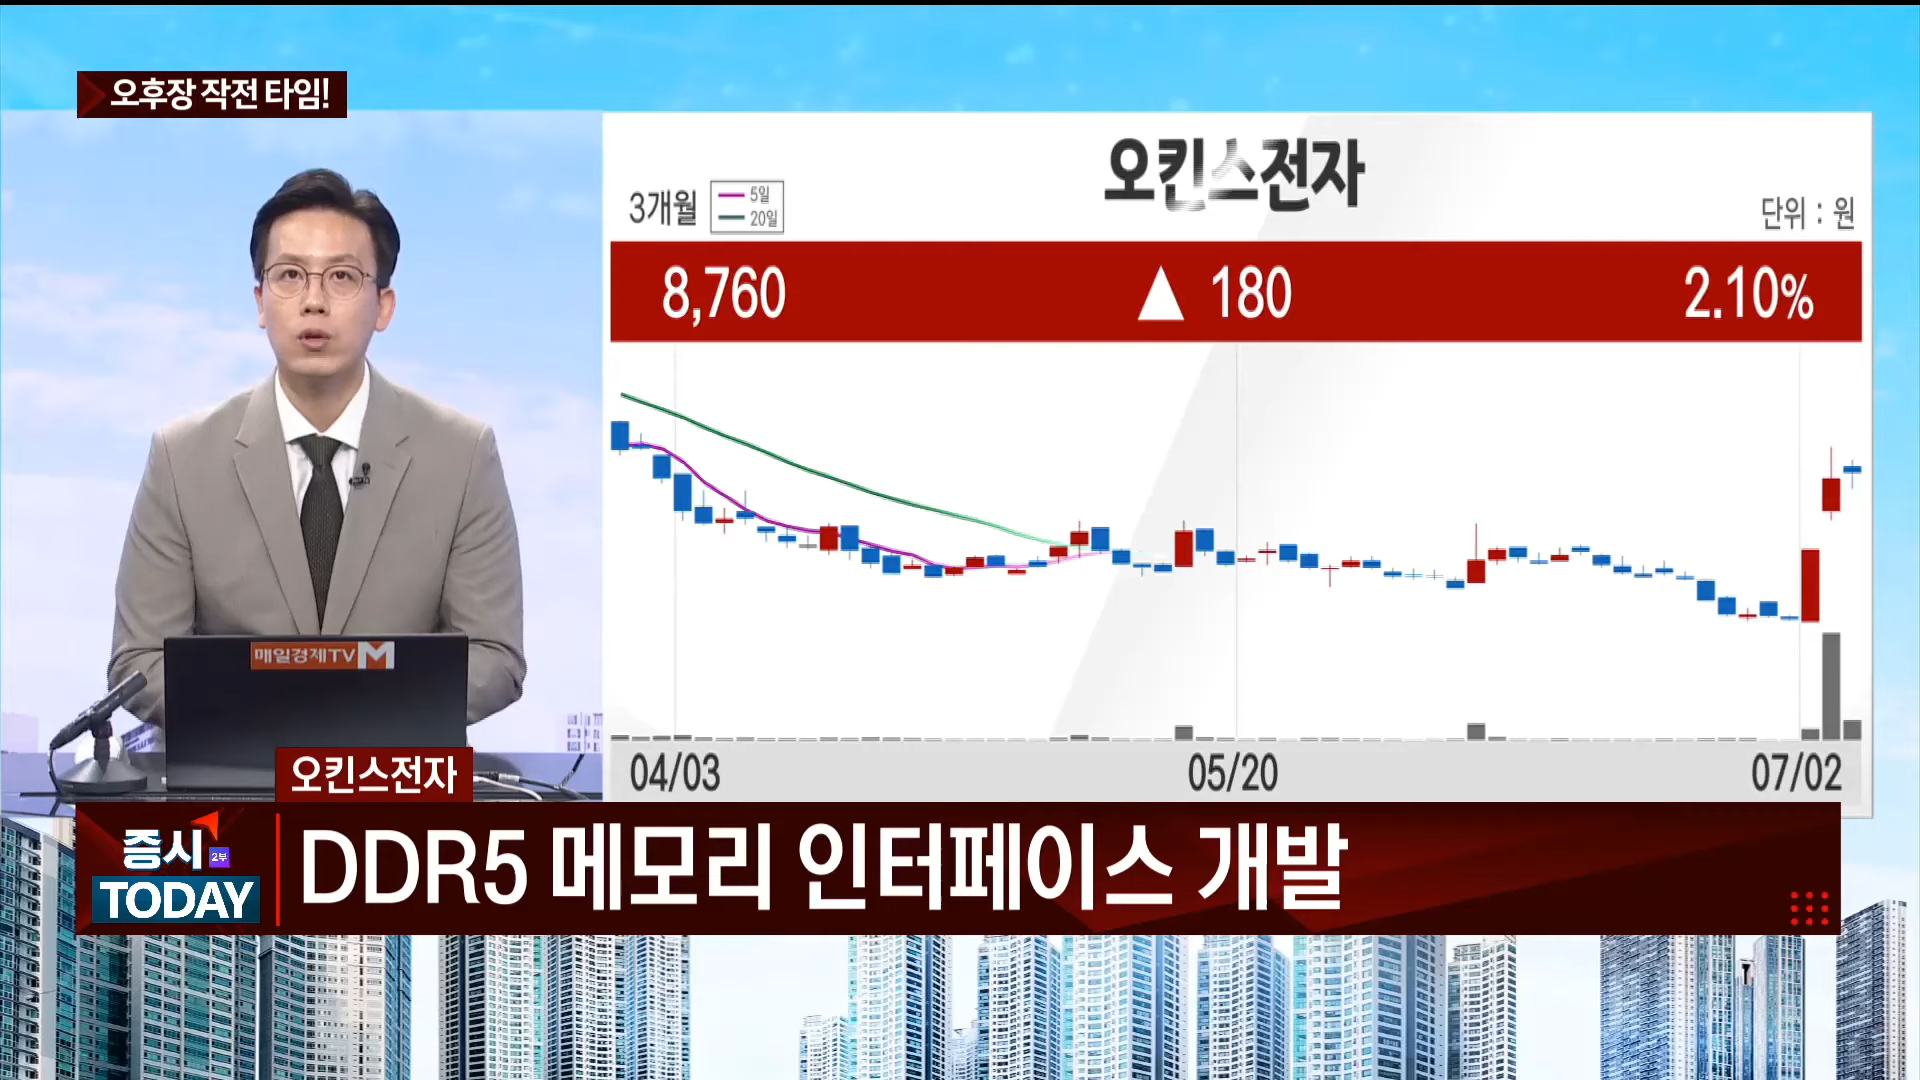 오후장 작전 타임!
오킨스전자
3개월
5일
20일
단위 : 원
8,760 ▲ 180 2.10%
04/03 05/20 07/02
매일경제TV M
오킨스전자
증시 2부
TODAY
DDR5 메모리 인터페이스 개발